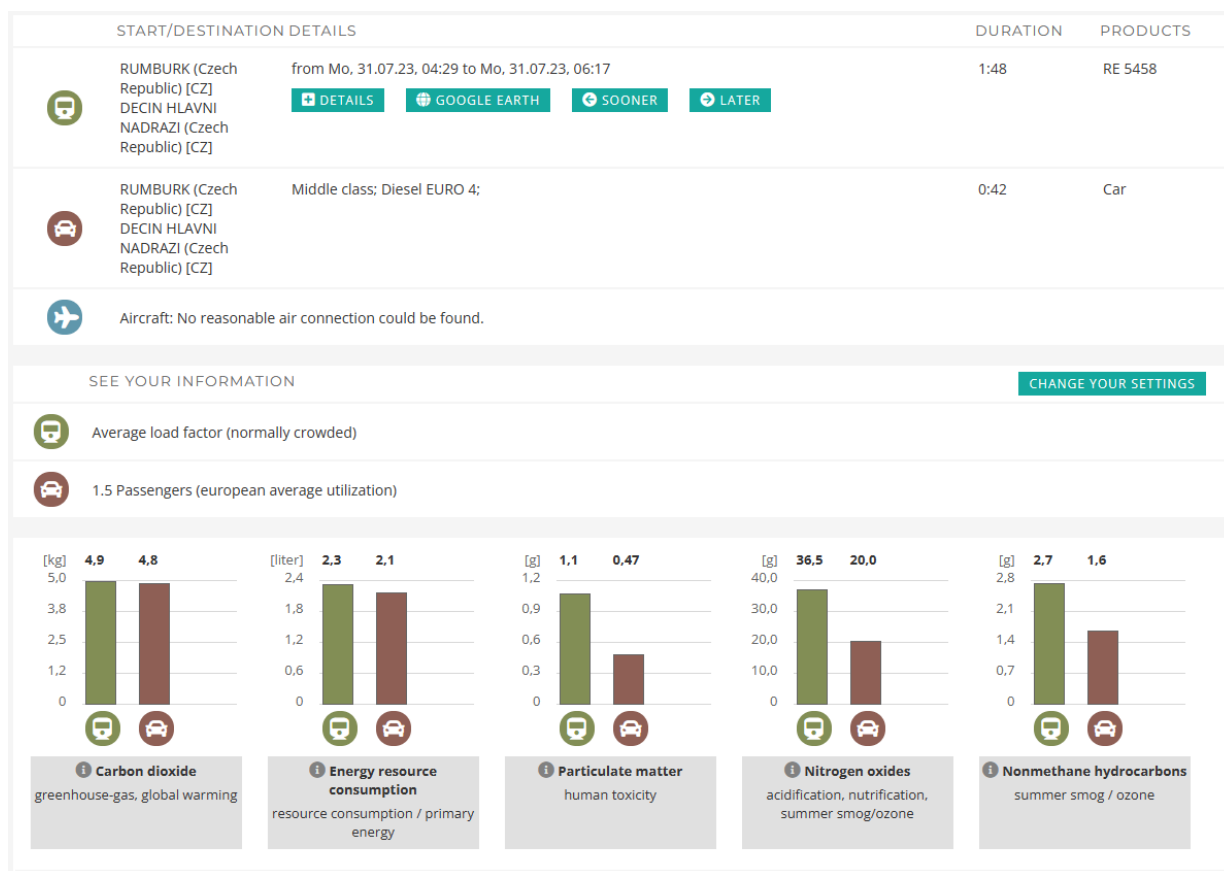 START/DESTINATION DETAILS DURATION PRODUCTS
RUMBURK (Czech Republic) [CZ]
DECIN HLAVNI NADRAZI (Czech Republic) [CZ]
from Mo, 31.07.23, 04:29 to Mo, 31.07.23, 06:17
DETAILS GOOGLE EARTH SOONER LATER
1:48
RE 5458
RUMBURK (Czech Republic) [CZ]
DECIN HLAVNI NADRAZI (Czech Republic) [CZ]
Middle class; Diesel EURO 4;
0:42
Car
Aircraft: No reasonable air connection could be found.
SEE YOUR INFORMATION
CHANGE YOUR SETTINGS
Average load factor (normally crowded)
1.5 Passengers (european average utilization)
[kg] 4,9 4,8
5,0
3,8
2,5
1,2
0
Carbon dioxide
greenhouse-gas, global warming
[liter] 2,3 2,1
2,4
1,8
1,2
0,6
0
Energy resource
consumption
resource consumption / primary
energy
[g] 1,1 0,47
1,2
0,9
0,6
0,3
0
Particulate matter
human toxicity
[g] 36,5 20,0
40,0
30,0
20,0
10,0
0
Nitrogen oxides
acidification, nutrification,
summer smog/ozone
[g] 2,7 1,6
2,8
2,1
1,4
0,7
0
Nonmethane hydrocarbons
summer smog / ozone